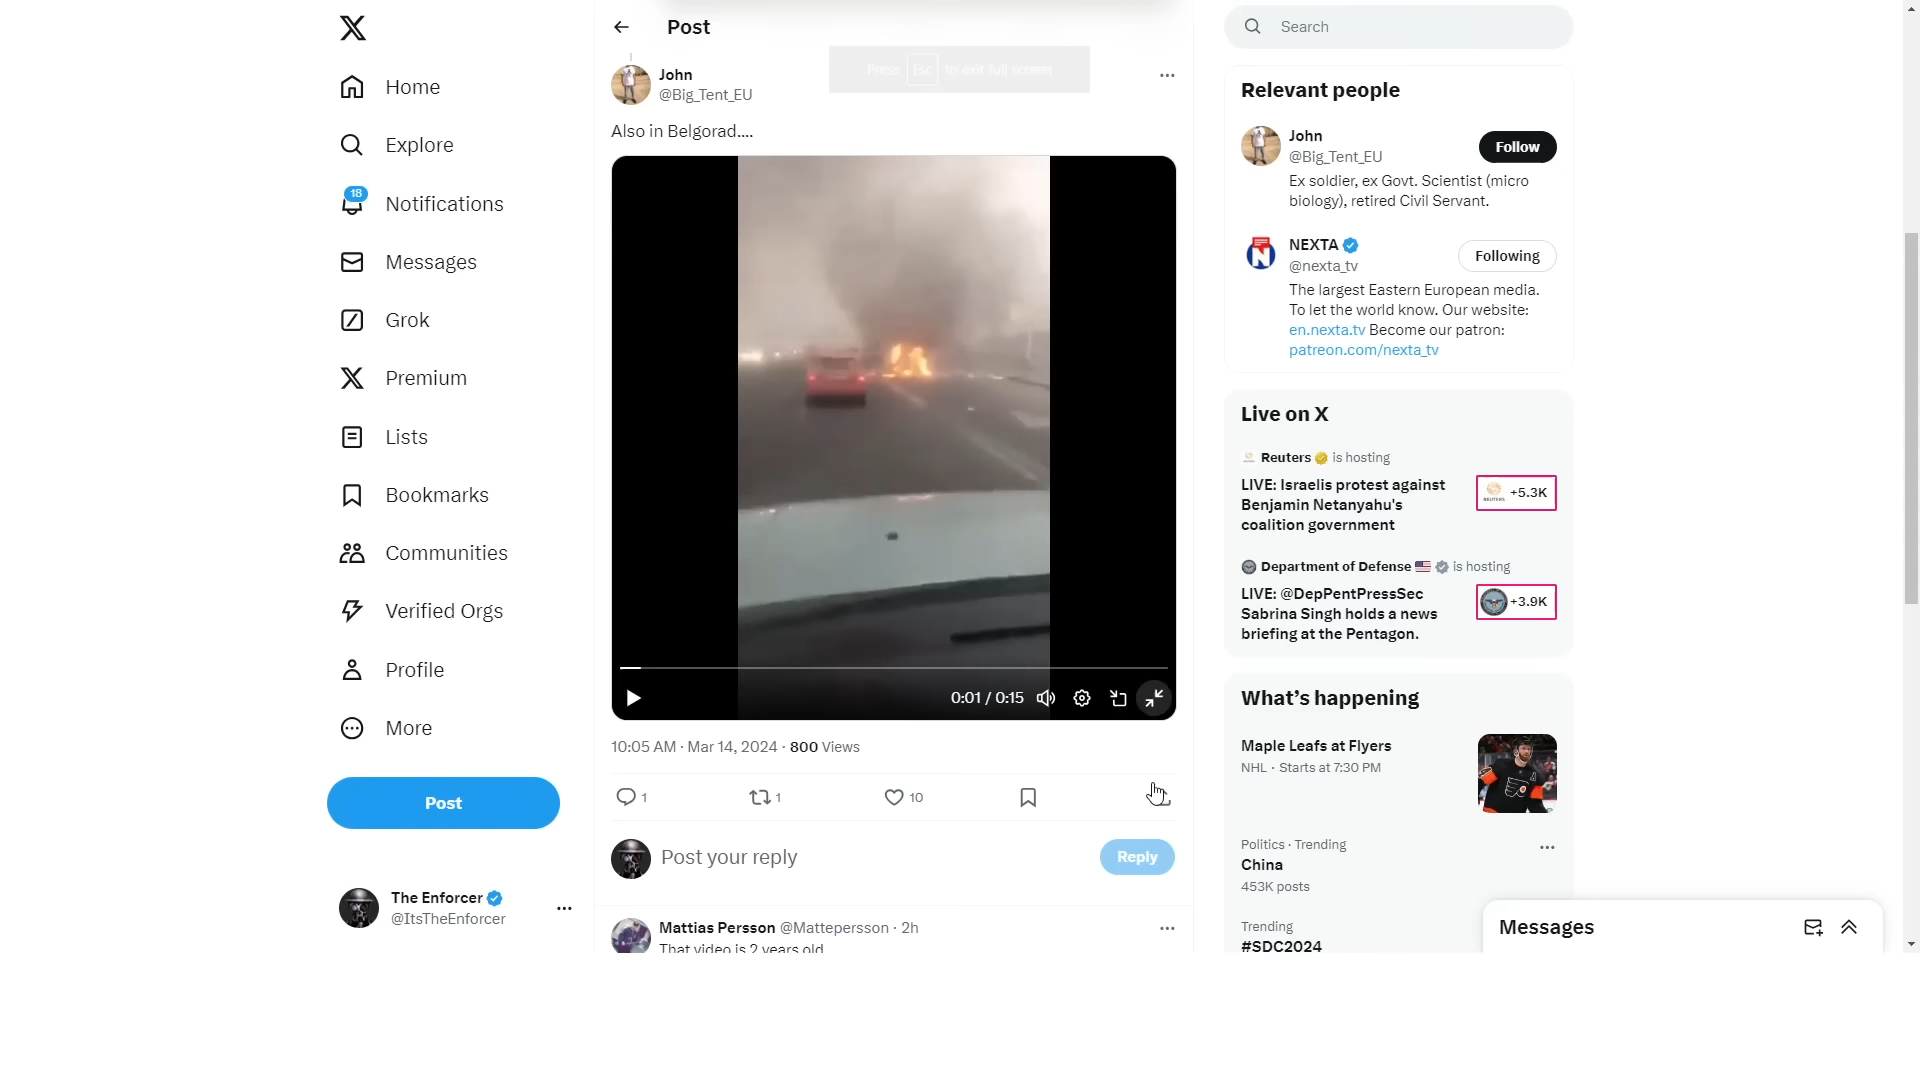 Home
Explore
18
Notifications
Messages
Grok
Premium
Lists
Bookmarks
Communities
Verified Orgs
Profile
More
Post
The Enforcer
@ItsTheEnforcer
Post
Press Esc to exit full screen
John
@Big_Tent_EU
Also in Belgorad....
0:01 / 0:15
10:05 AM · Mar 14, 2024 · 800 Views
1
1
10
Post your reply
Reply
Mattias Persson @Mattepersson · 2h
That video is 2 years old
Search
Relevant people
John
@Big_Tent_EU
Follow
Ex soldier, ex Govt. Scientist (micro
biology), retired Civil Servant.
NEXTA
@nexta_tv
Following
The largest Eastern European media.
To let the world know. Our website:
en.nexta.tv Become our patron:
patreon.com/nexta_tv
Live on X
Reuters is hosting
LIVE: Israelis protest against
Benjamin Netanyahu's
coalition government
REUTERS
+5.3K
Department of Defense is hosting
LIVE: @DepPentPressSec
Sabrina Singh holds a news
briefing at the Pentagon.
+3.9K
What's happening
Maple Leafs at Flyers
NHL · Starts at 7:30 PM
Politics · Trending
China
453K posts
Trending
#SDC2024
Messages